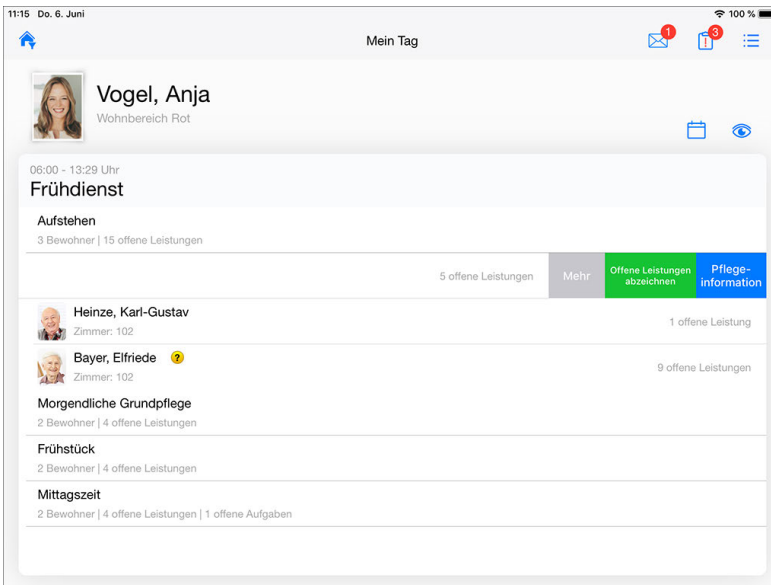 11:15 Do. 6. Juni 100 %
Mein Tag
1
3
Vogel, Anja
Wohnbereich Rot
06:00 - 13:29 Uhr
Frühdienst
Aufstehen
3 Bewohner | 15 offene Leistungen
5 offene Leistungen
Mehr
Offene Leistungen
abzeichnen
Pflege-
information
Heinze, Karl-Gustav
Zimmer: 102
1 offene Leistung
Bayer, Elfriede ?
Zimmer: 102
9 offene Leistungen
Morgendliche Grundpflege
2 Bewohner | 4 offene Leistungen
Frühstück
2 Bewohner | 4 offene Leistungen
Mittagszeit
2 Bewohner | 4 offene Leistungen | 1 offene Aufgaben